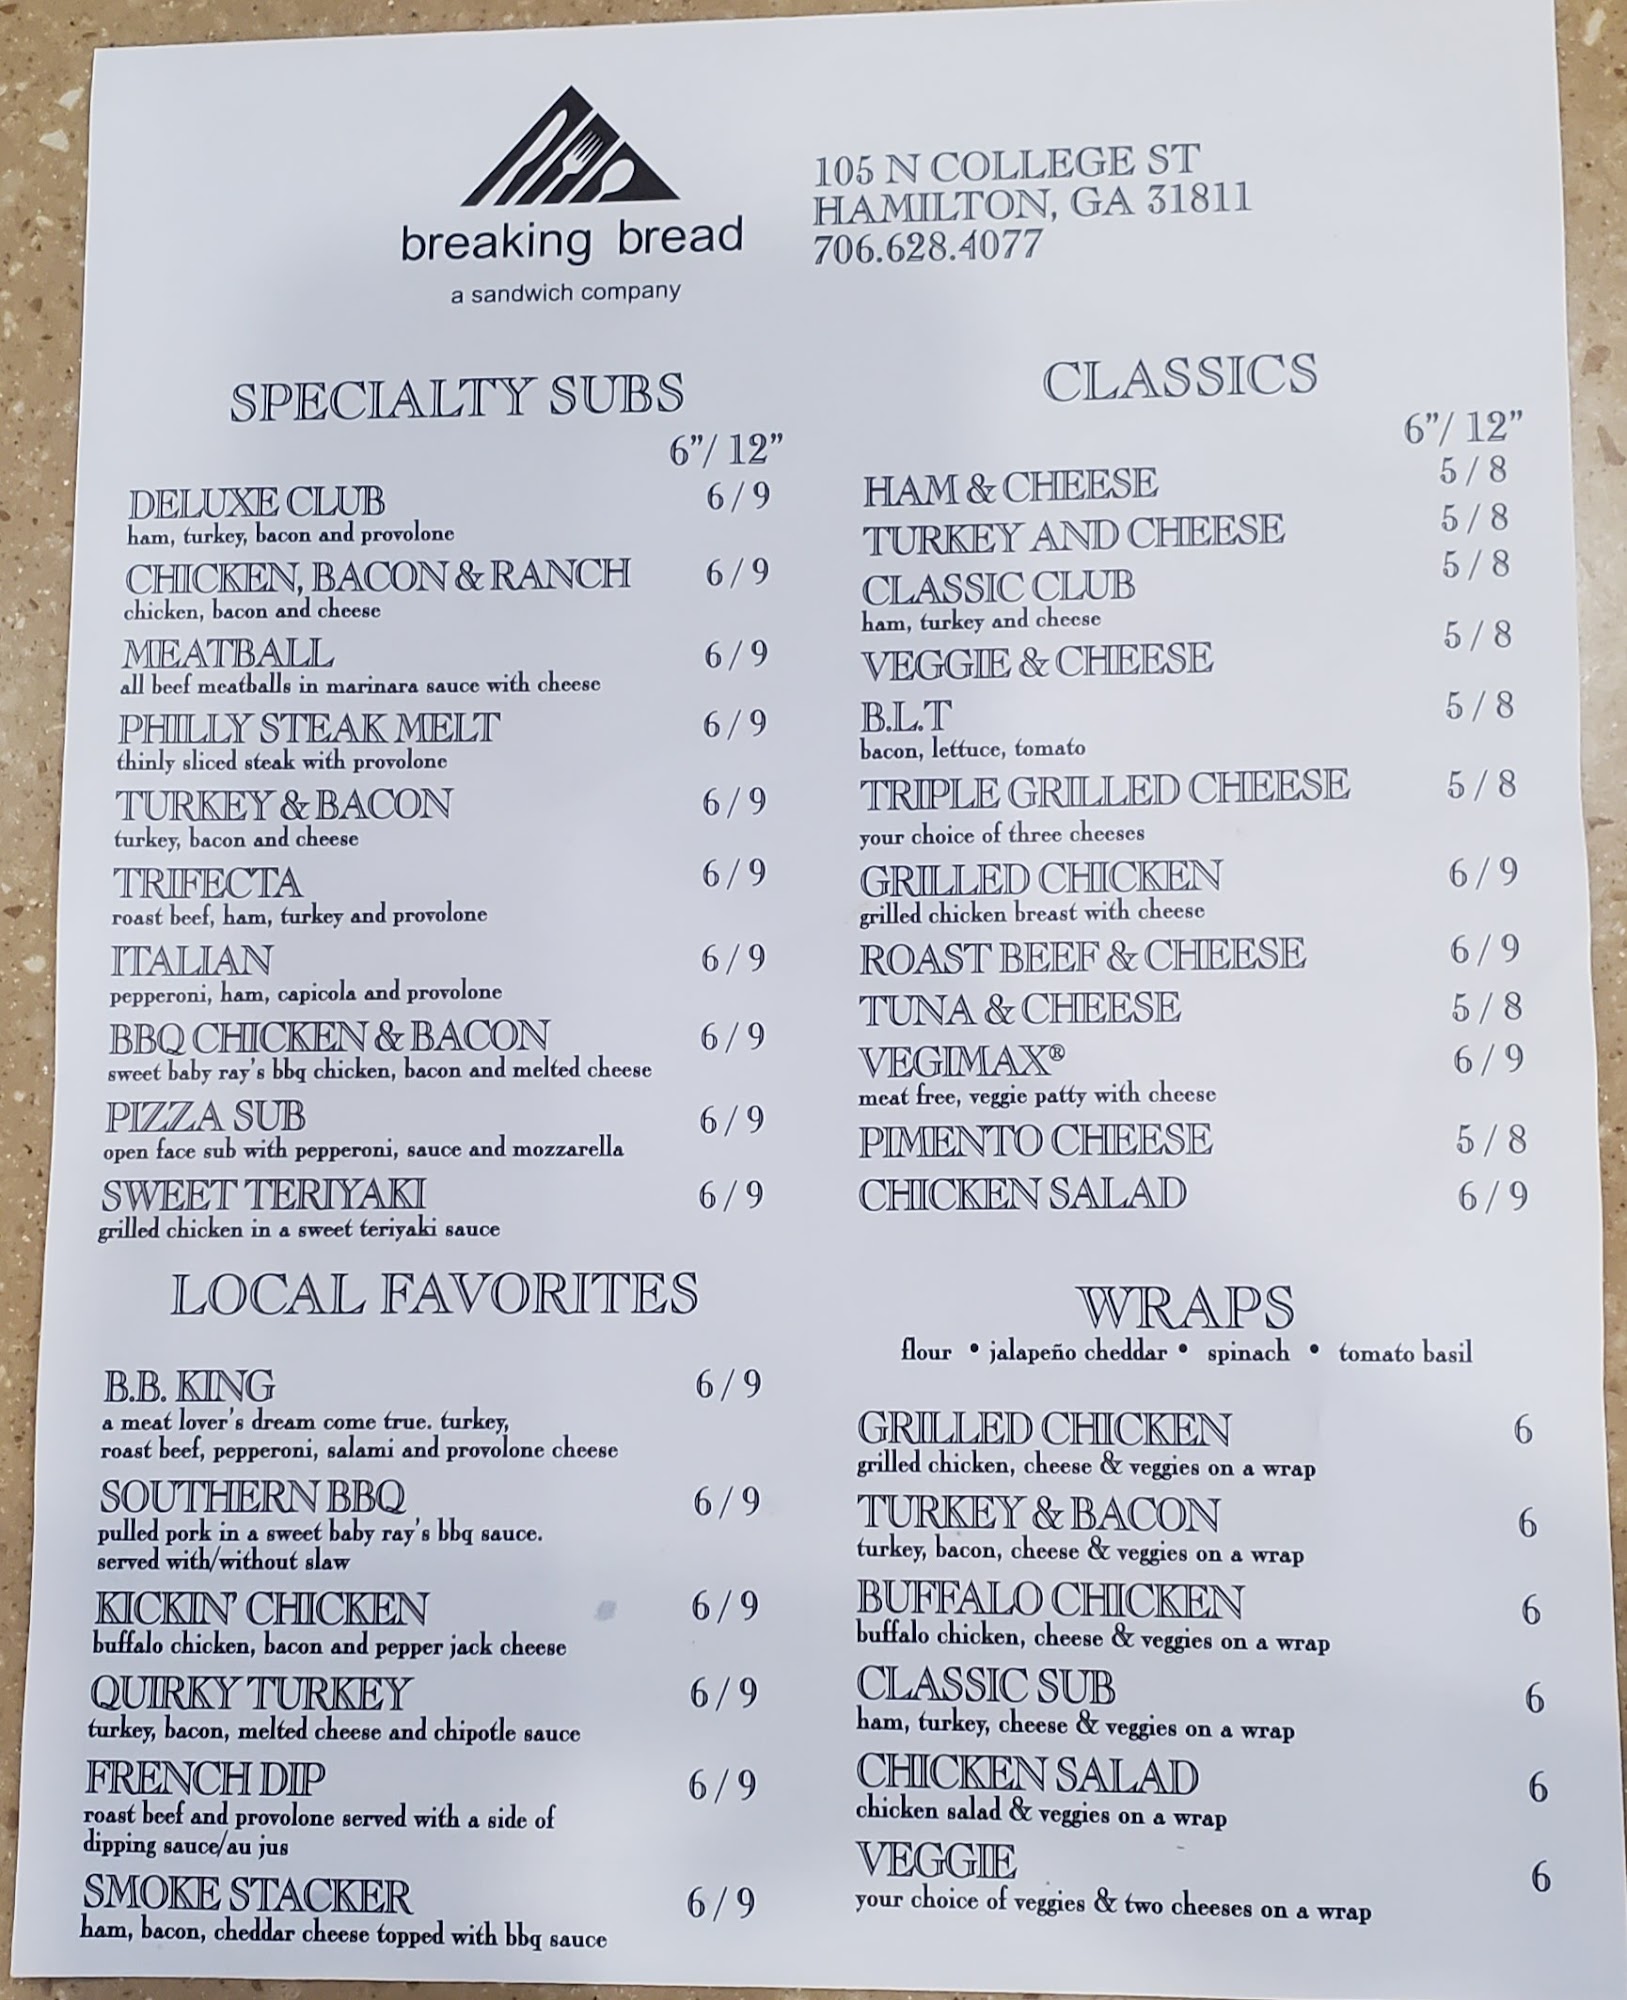 breaking bread
a sandwich company
105 N COLLEGE ST
HAMILTON, GA 31811
706.628.4077
SPECIALTY SUBS
6"/ 12"
DELUXE CLUB 6 / 9
ham, turkey, bacon and provolone
CHICKEN, BACON & RANCH 6 / 9
chicken, bacon and cheese
MEATBALL 6 / 9
all beef meatballs in marinara sauce with cheese
PHILLY STEAK MELT 6 / 9
thinly sliced steak with provolone
TURKEY & BACON 6 / 9
turkey, bacon and cheese
TRIFECTA 6 / 9
roast beef, ham, turkey and provolone
ITALIAN 6 / 9
pepperoni, ham, capicola and provolone
BBQ CHICKEN & BACON 6 / 9
sweet baby ray's bbq chicken, bacon and melted cheese
PIZZA SUB 6 / 9
open face sub with pepperoni, sauce and mozzarella
SWEET TERIYAKI 6 / 9
grilled chicken in a sweet teriyaki sauce
LOCAL FAVORITES
B.B. KING 6 / 9
a meat lover's dream come true. turkey,
roast beef, pepperoni, salami and provolone cheese
SOUTHERN BBQ 6 / 9
pulled pork in a sweet baby ray's bbq sauce.
served with/without slaw
KICKIN' CHICKEN 6 / 9
buffalo chicken, bacon and pepper jack cheese
QUIRKY TURKEY 6 / 9
turkey, bacon, melted cheese and chipotle sauce
FRENCH DIP 6 / 9
roast beef and provolone served with a side of
dipping sauce/au jus
SMOKE STACKER 6 / 9
ham, bacon, cheddar cheese topped with bbq sauce
CLASSICS
6"/ 12"
HAM & CHEESE 5 / 8
TURKEY AND CHEESE 5 / 8
CLASSIC CLUB 5 / 8
ham, turkey and cheese
VEGGIE & CHEESE 5 / 8
B.L.T 5 / 8
bacon, lettuce, tomato
TRIPLE GRILLED CHEESE 5 / 8
your choice of three cheeses
GRILLED CHICKEN 6 / 9
grilled chicken breast with cheese
ROAST BEEF & CHEESE 6 / 9
TUNA & CHEESE 5 / 8
VEGIMAX® 6 / 9
meat free, veggie patty with cheese
PIMENTO CHEESE 5 / 8
CHICKEN SALAD 6 / 9
WRAPS
flour • jalapeño cheddar • spinach • tomato basil
GRILLED CHICKEN 6
grilled chicken, cheese & veggies on a wrap
TURKEY & BACON 6
turkey, bacon, cheese & veggies on a wrap
BUFFALO CHICKEN 6
buffalo chicken, cheese & veggies on a wrap
CLASSIC SUB 6
ham, turkey, cheese & veggies on a wrap
CHICKEN SALAD 6
chicken salad & veggies on a wrap
VEGGIE 6
your choice of veggies & two cheeses on a wrap